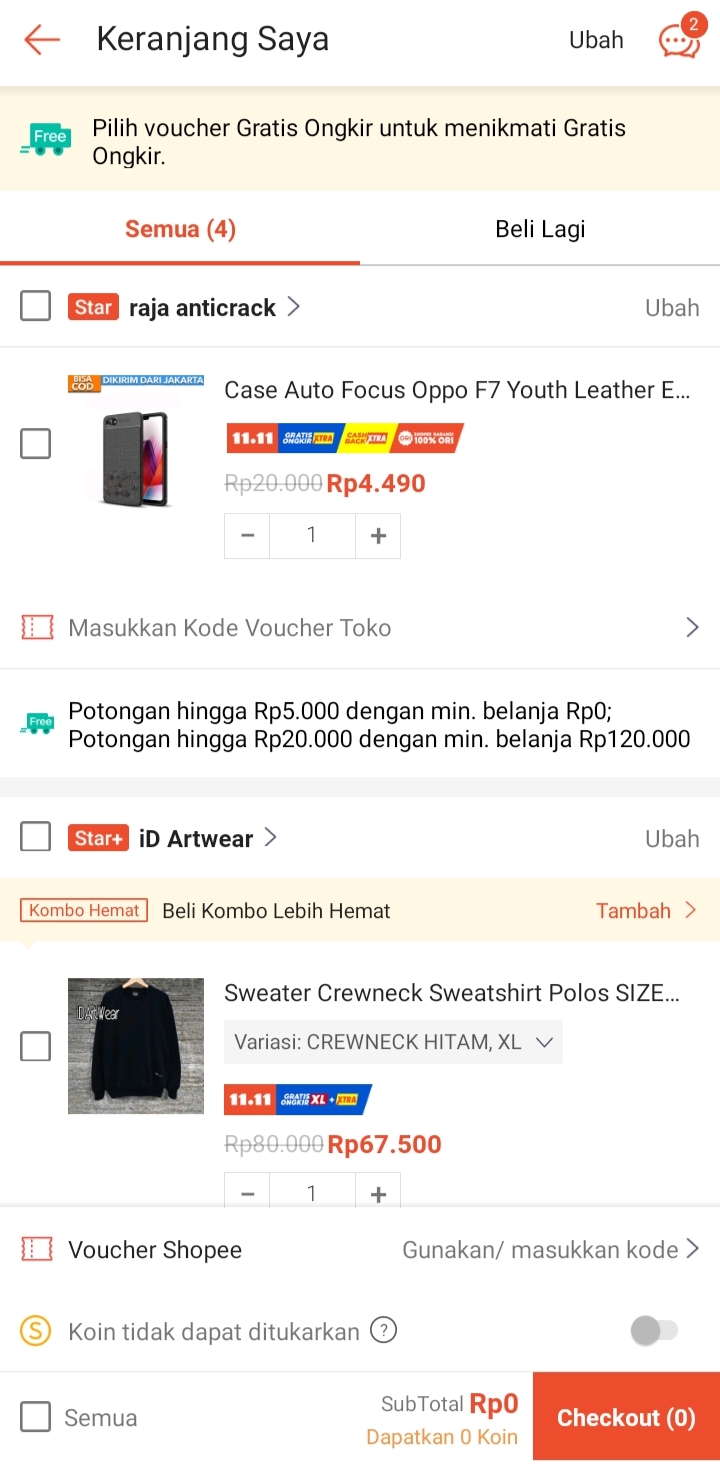 Keranjang Saya
Ubah
2
Free
Pilih voucher Gratis Ongkir untuk menikmati Gratis
Ongkir.
Semua (4)
Beli Lagi
Star raja anticrack
Ubah
BISA COD DIKIRIM DARI JAKARTA
Case Auto Focus Oppo F7 Youth Leather E...
11.11 GRATIS ONGKIR XTRA CASHBACK XTRA ORI SHOPEE GARANSI 100% ORI
Rp20.000 Rp4.490
− 1 +
Masukkan Kode Voucher Toko
Free
Potongan hingga Rp5.000 dengan min. belanja Rp0;
Potongan hingga Rp20.000 dengan min. belanja Rp120.000
Star+ iD Artwear
Ubah
Kombo Hemat Beli Kombo Lebih Hemat
Tambah
Sweater Crewneck Sweatshirt Polos SIZE...
Variasi: CREWNECK HITAM, XL
11.11 GRATIS ONGKIR XL + XTRA
Rp80.000 Rp67.500
− 1 +
Voucher Shopee
Gunakan/ masukkan kode
S Koin tidak dapat ditukarkan ?
Semua
SubTotal Rp0
Dapatkan 0 Koin
Checkout (0)